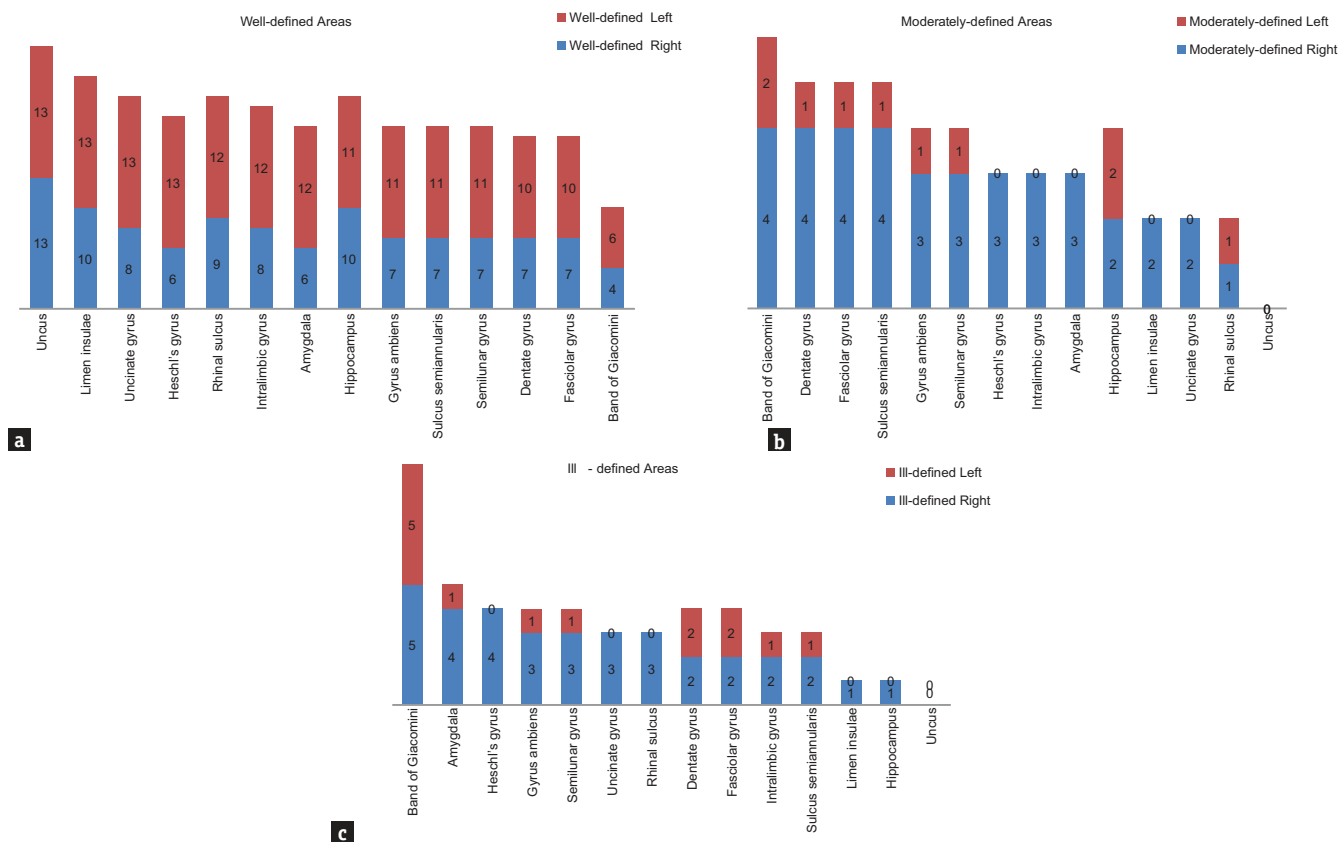 Well-defined Areas
Well-defined Left
Well-defined Right
13 13 13 13 12 12 12 11 11 11 11 10 10 6
13 10 8 6 9 8 6 10 7 7 7 7 7 4
Uncus
Limen insulae
Uncinate gyrus
Heschl's gyrus
Rhinal sulcus
Intralimbic gyrus
Amygdala
Hippocampus
Gyrus ambiens
Sulcus semiannularis
Semilunar gyrus
Dentate gyrus
Fasciolar gyrus
Band of Giacomini
a
Moderately-defined Areas
Moderately-defined Left
Moderately-defined Right
2 1 1 1 1 1 0 0 0 2 0 0 1 0
4 4 4 4 3 3 3 3 3 2 2 2 1 0
Band of Giacomini
Dentate gyrus
Fasciolar gyrus
Sulcus semiannularis
Gyrus ambiens
Semilunar gyrus
Heschl's gyrus
Intralimbic gyrus
Amygdala
Hippocampus
Limen insulae
Uncinate gyrus
Rhinal sulcus
Uncus
b
Ill - defined Areas
Ill-defined Left
Ill-defined Right
5 1 0 1 1 0 0 2 2 1 1 0 0 0
5 4 4 3 3 3 3 2 2 2 2 1 1 0
Band of Giacomini
Amygdala
Heschl's gyrus
Gyrus ambiens
Semilunar gyrus
Uncinate gyrus
Rhinal sulcus
Dentate gyrus
Fasciolar gyrus
Intralimbic gyrus
Sulcus semiannularis
Limen insulae
Hippocampus
Uncus
c